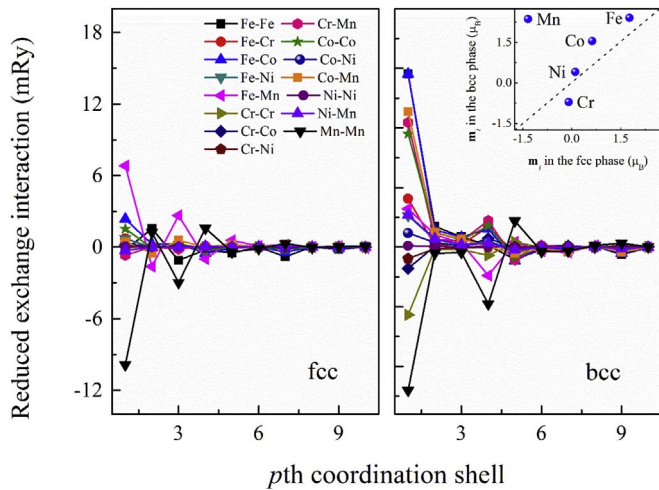 Reduced exchange interaction (mRy)
18
12
6
0
-6
-12
Fe-Fe
Fe-Cr
Fe-Co
Fe-Ni
Fe-Mn
Cr-Cr
Cr-Co
Cr-Ni
Cr-Mn
Co-Co
Co-Ni
Co-Mn
Ni-Ni
Ni-Mn
Mn-Mn
fcc
3
6
9
m_i in the bcc phase (μ_B)
1.5
0.0
-1.5
Mn
Fe
Co
Ni
Cr
-1.5
0.0
1.5
m_i in the fcc phase (μ_B)
bcc
3
6
9
pth coordination shell